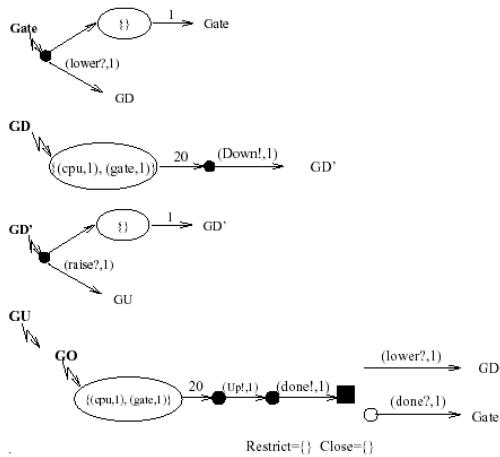 Gate
{}
1
Gate
(lower?,1)
GD
GD
{(cpu,1), (gate,1)}
20
(Down!,1)
GD'
GD'
{}
1
GD'
(raise?,1)
GU
GU
GO
{(cpu,1), (gate,1)}
20
(Up!,1)
(done!,1)
(lower?,1)
GD
(done?,1)
Gate
Restrict={} Close={}